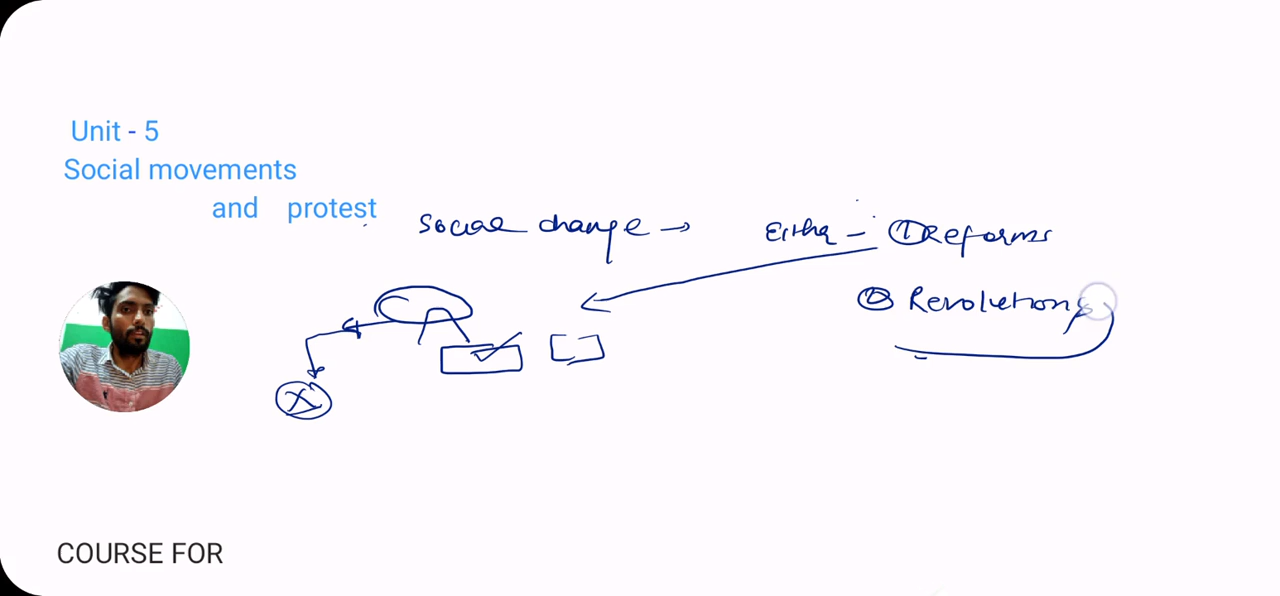 Unit - 5
Social movements
and protest
Social change → Either - ① Reforms
② Revolutions
X
COURSE FOR